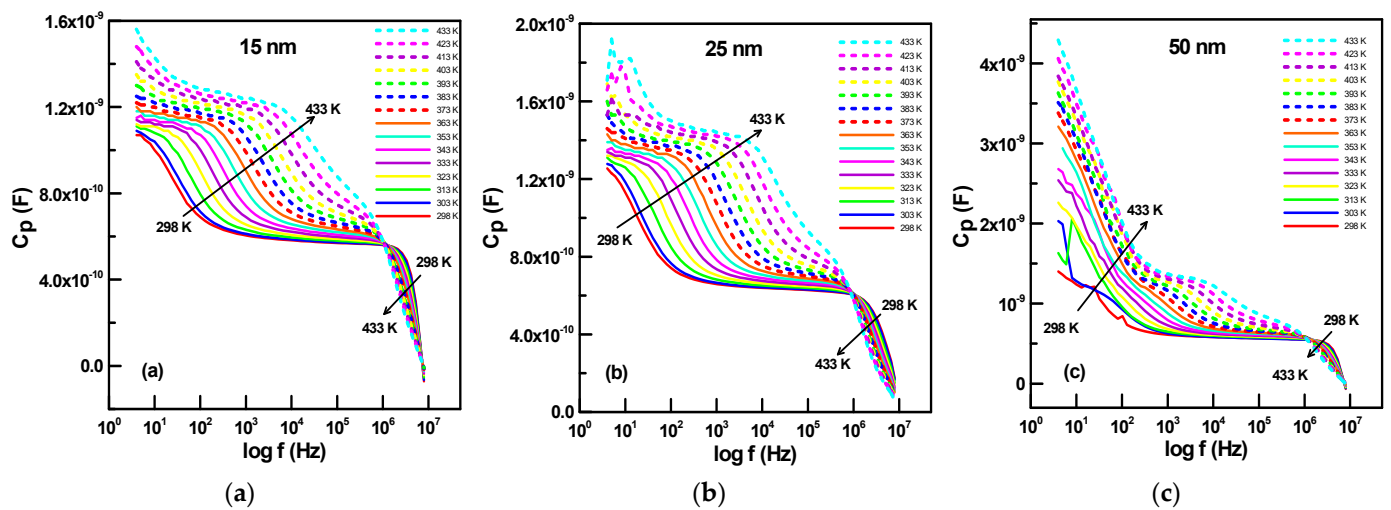 1.6x10⁻⁹
1.2x10⁻⁹
8.0x10⁻¹⁰
4.0x10⁻¹⁰
0.0
Cp (F)
15 nm
433 K
423 K
413 K
403 K
393 K
383 K
373 K
363 K
353 K
343 K
333 K
323 K
313 K
303 K
298 K
433 K
298 K
298 K
433 K
(a)
10⁰ 10¹ 10² 10³ 10⁴ 10⁵ 10⁶ 10⁷
log f (Hz)
(a)
2.0x10⁻⁹
1.6x10⁻⁹
1.2x10⁻⁹
8.0x10⁻¹⁰
4.0x10⁻¹⁰
0.0
Cp (F)
25 nm
433 K
423 K
413 K
403 K
393 K
383 K
373 K
363 K
353 K
343 K
333 K
323 K
313 K
303 K
298 K
433 K
298 K
298 K
433 K
(b)
10⁰ 10¹ 10² 10³ 10⁴ 10⁵ 10⁶ 10⁷
log f (Hz)
(b)
4x10⁻⁹
3x10⁻⁹
2x10⁻⁹
10⁻⁹
0
Cp (F)
50 nm
433 K
423 K
413 K
403 K
393 K
383 K
373 K
363 K
353 K
343 K
333 K
323 K
313 K
303 K
298 K
433 K
298 K
298 K
433 K
(c)
10⁰ 10¹ 10² 10³ 10⁴ 10⁵ 10⁶ 10⁷
log f (Hz)
(c)